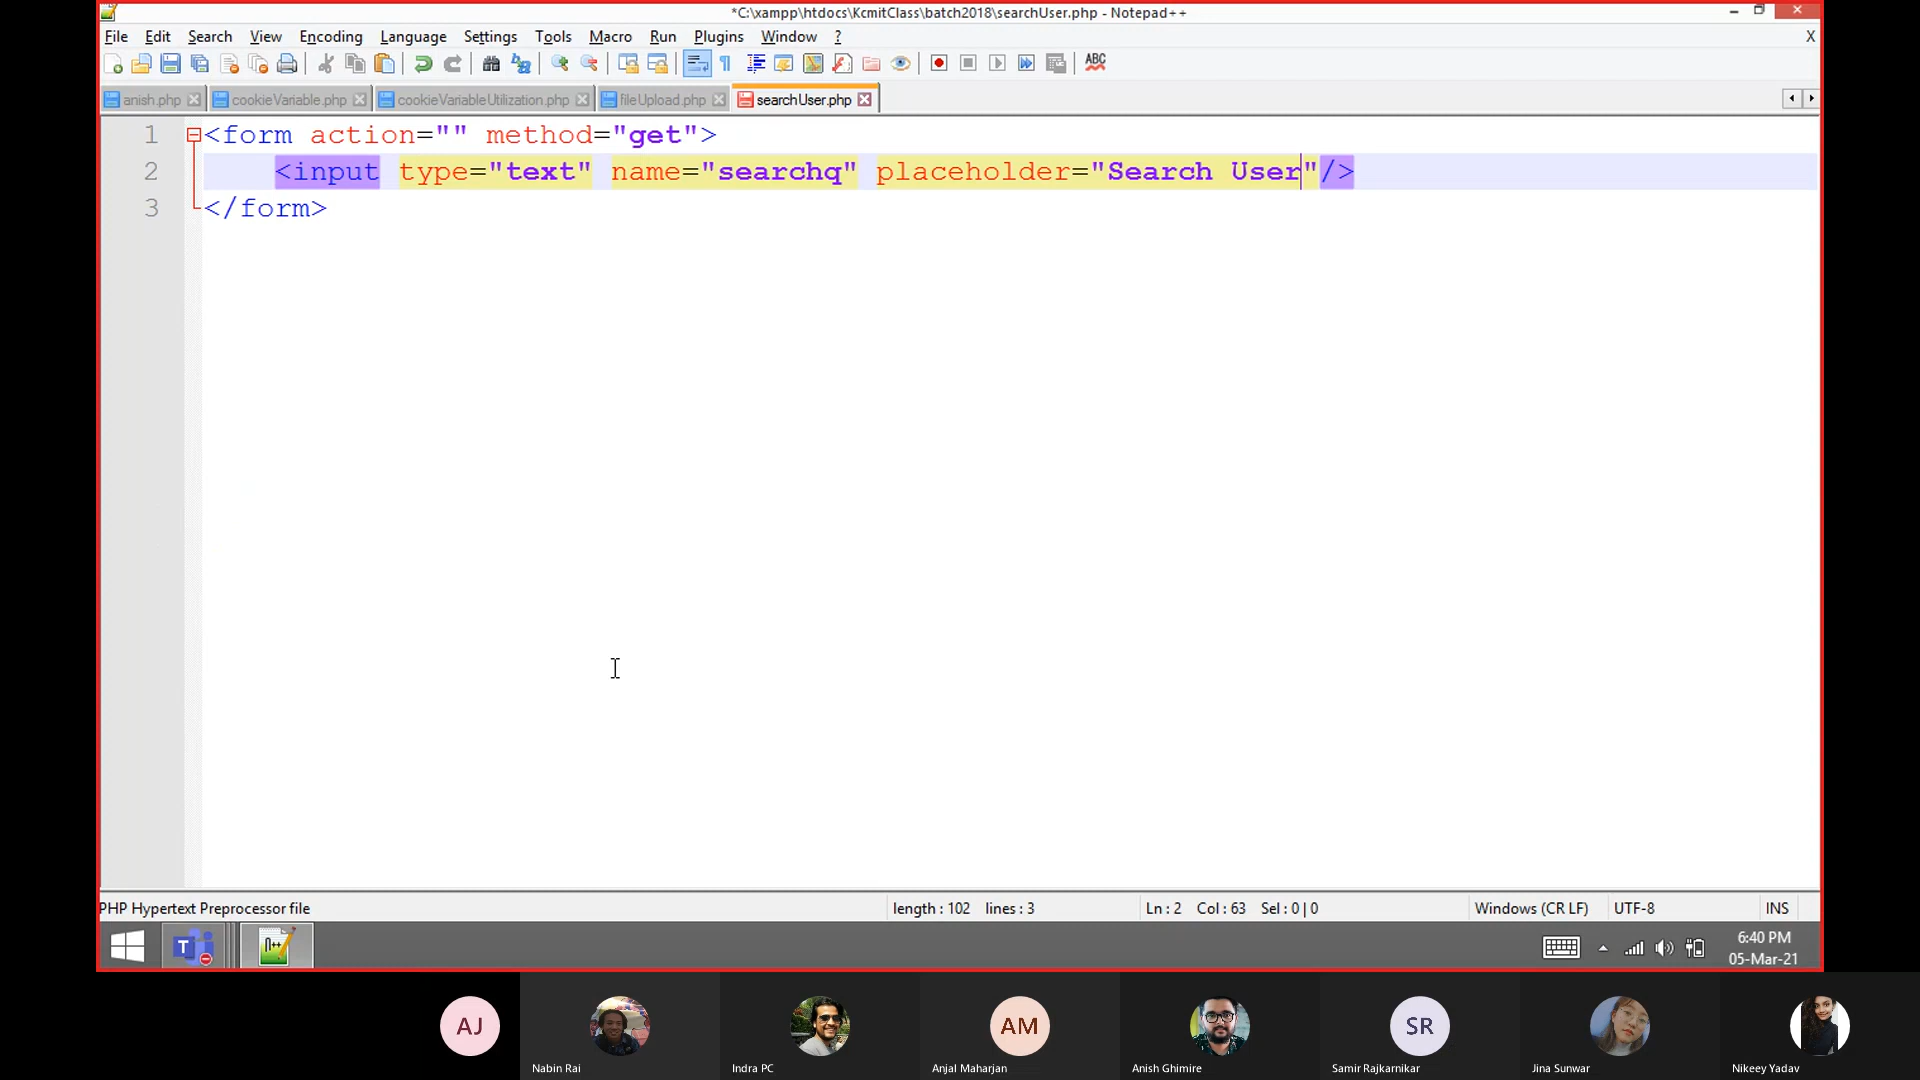 *C:\xampp\htdocs\KcmitClass\batch2018\searchUser.php - Notepad++
File Edit Search View Encoding Language Settings Tools Macro Run Plugins Window ? X
ABC
anish.php cookieVariable.php cookieVariableUtilization.php fileUpload.php searchUser.php
1 <form action="" method="get">
2 <input type="text" name="searchq" placeholder="Search User"/>
3 </form>
PHP Hypertext Preprocessor file length : 102 lines : 3 Ln : 2 Col : 63 Sel : 0 | 0 Windows (CR LF) UTF-8 INS
6:40 PM
05-Mar-21
AJ AM SR
Nabin Rai Indra PC Anjal Maharjan Anish Ghimire Samir Rajkarnikar Jina Sunwar Nikeey Yadav